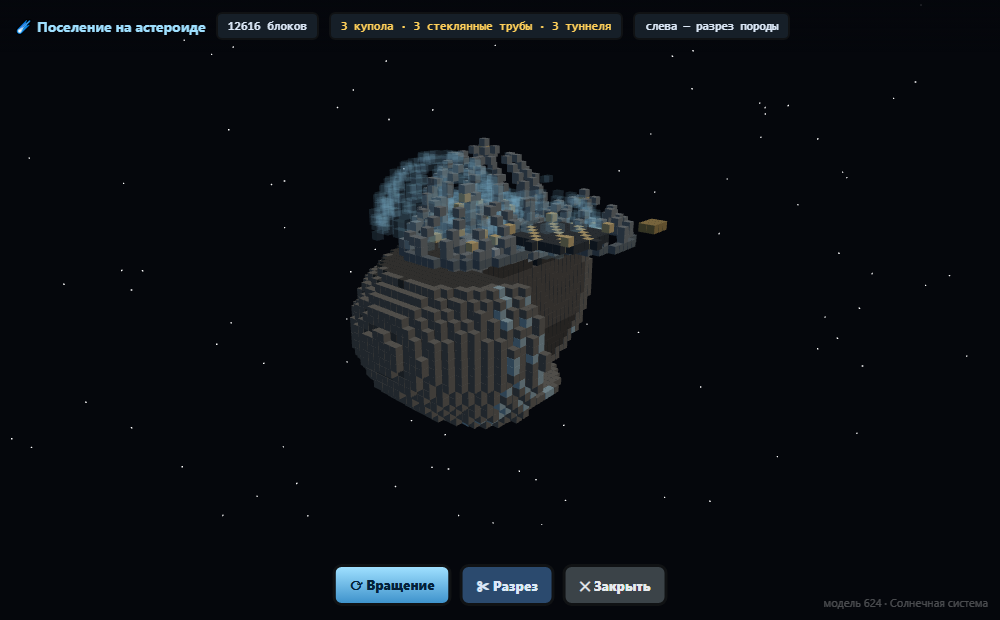 Поселение на астероиде
12616 блоков
3 купола · 3 стеклянные трубы · 3 туннеля
слева — разрез породы
⟳ Вращение
✂ Разрез
✕ Закрыть
модель 624 · Солнечная система